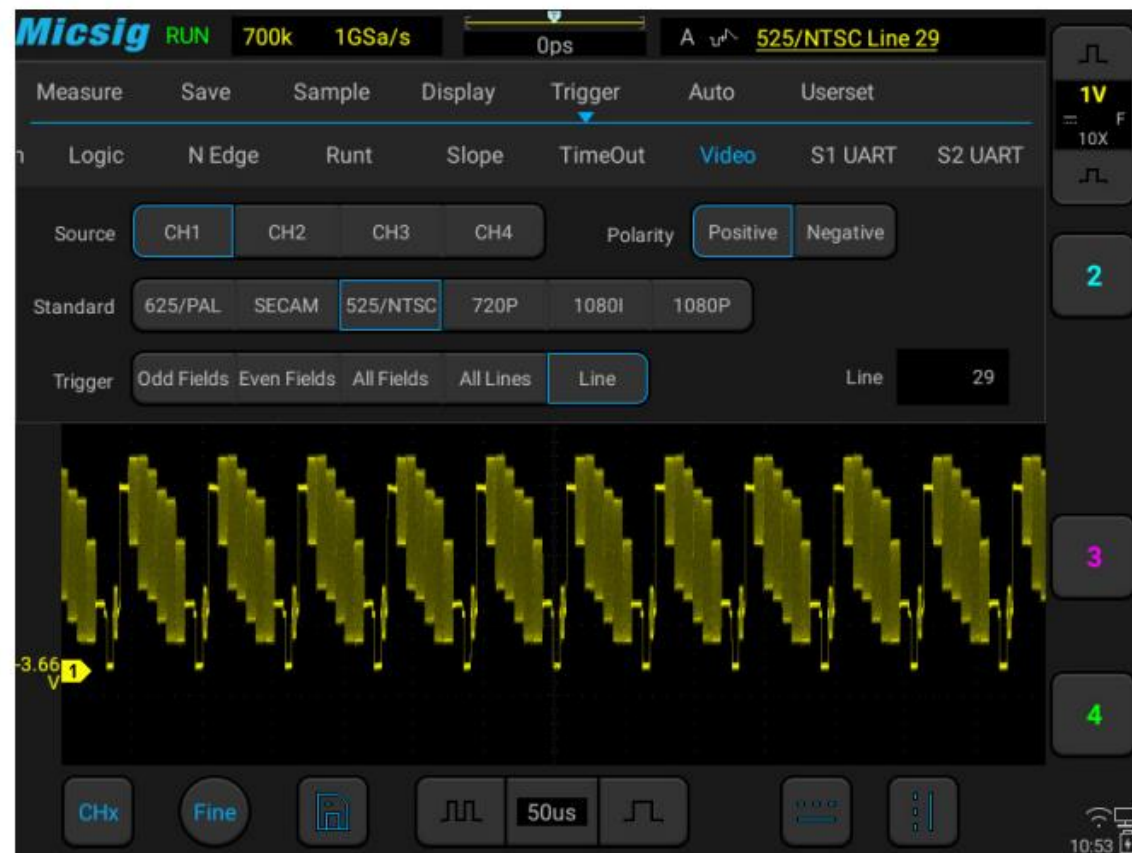 Micsig RUN 700k 1GSa/s 0ps A 525/NTSC Line 29
Measure Save Sample Display Trigger Auto Userset
n Logic N Edge Runt Slope TimeOut Video S1 UART S2 UART
Source CH1 CH2 CH3 CH4 Polarity Positive Negative
Standard 625/PAL SECAM 525/NTSC 720P 1080I 1080P
Trigger Odd Fields Even Fields All Fields All Lines Line Line 29
1V
F
10X
2
3
4
-3.66
V
1
CHx Fine 50us
10:53